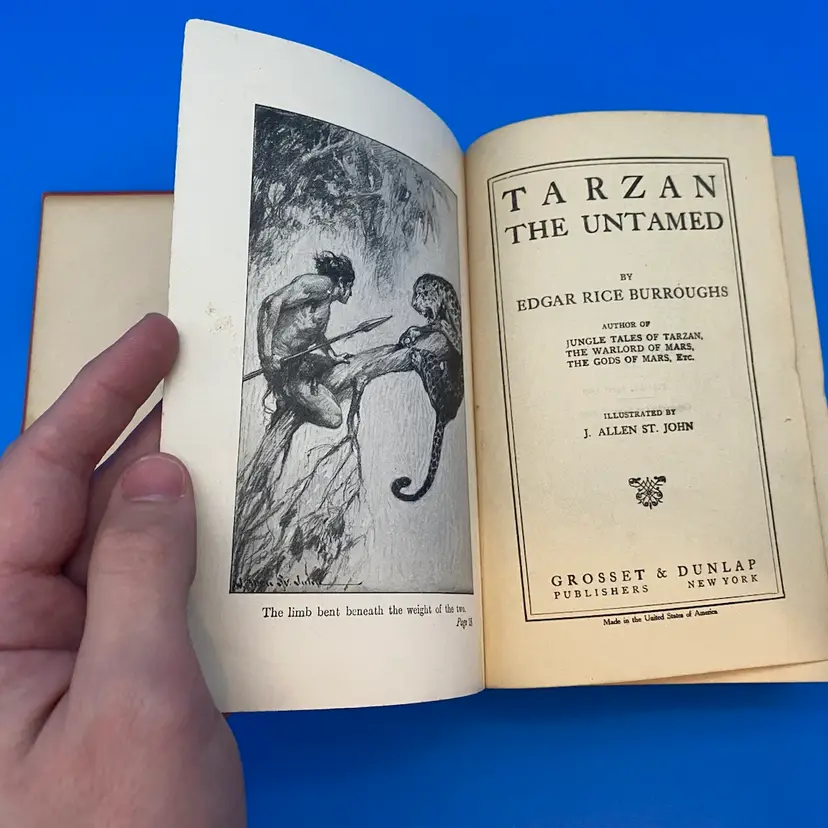 The limb bent beneath the weight of the two.
Page
TARZAN
THE UNTAMED
BY
EDGAR RICE BURROUGHS
AUTHOR OF
JUNGLE TALES OF TARZAN,
THE WARLORD OF MARS,
THE GODS OF MARS, ETC.
ILLUSTRATED BY
J. ALLEN ST. JOHN
GROSSET & DUNLAP
PUBLISHERS NEW YORK
Made in the United States of America